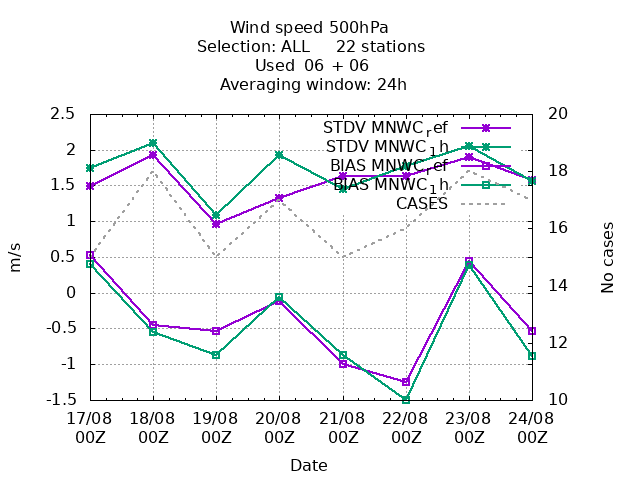 Wind speed 500hPa
Selection: ALL 22 stations
Used 06 + 06
Averaging window: 24h
2.5
2
1.5
1
0.5
0
-0.5
-1
-1.5
m/s
20
18
16
14
12
10
No cases
STDV MNWC_ref
STDV MNWC_1h
BIAS MNWC_ref
BIAS MNWC_1h
CASES
17/08 18/08 19/08 20/08 21/08 22/08 23/08 24/08
00Z 00Z 00Z 00Z 00Z 00Z 00Z 00Z
Date